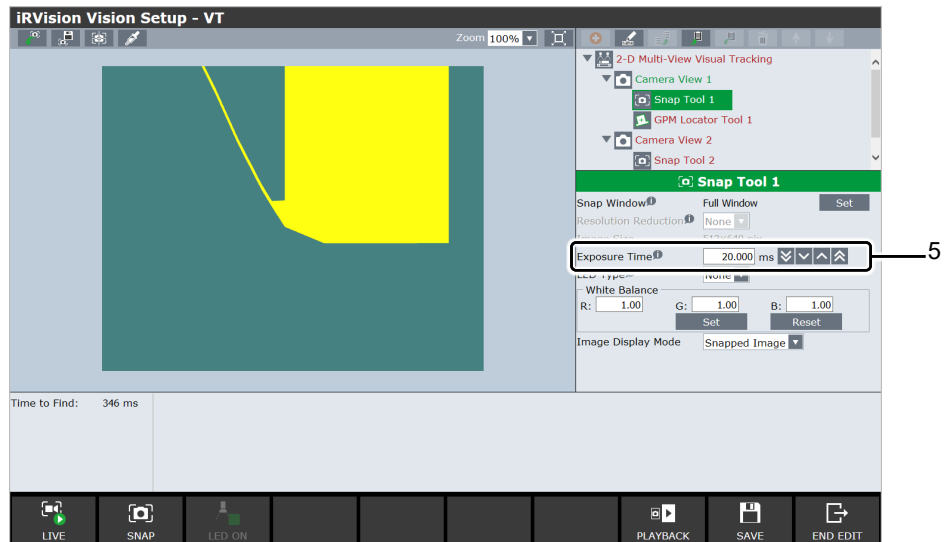 iRVision Vision Setup - VT
Zoom 100%
2-D Multi-View Visual Tracking
Camera View 1
Snap Tool 1
GPM Locator Tool 1
Camera View 2
Snap Tool 2
Snap Tool 1
Snap Window Full Window Set
Resolution Reduction None
Exposure Time 20.000 ms 5
LED Type None
White Balance
R: 1.00 G: 1.00 B: 1.00
Set Reset
Image Display Mode Snapped Image
Time to Find: 346 ms
LIVE SNAP LED ON PLAYBACK SAVE END EDIT